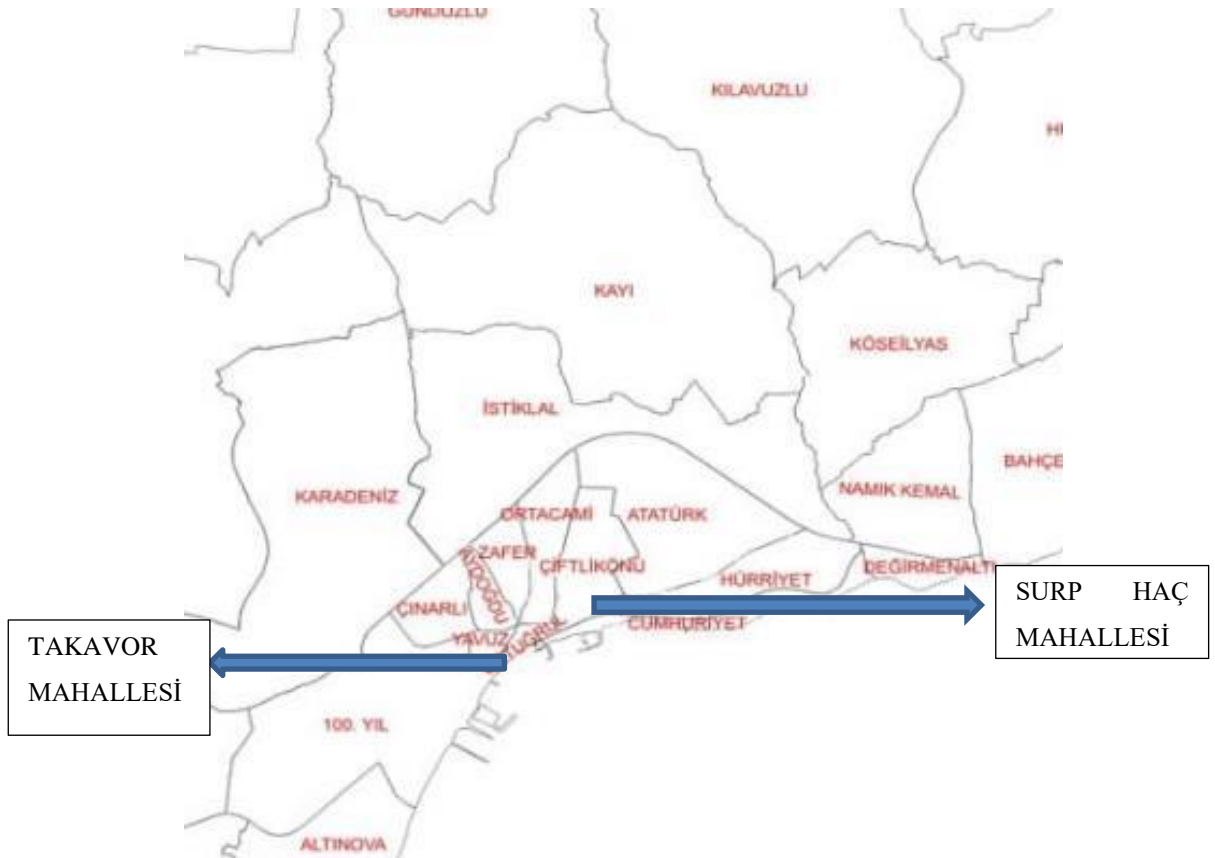 GÜNDÜZLÜ
KILAVUZLU
KAYI
KÖSEİLYAS
İSTİKLAL
BAHÇE
KARADENİZ
NAMIK KEMAL
ORTACAMİ
ATATÜRK
ZAFER
AYDOĞDU
ÇİFTLİKÖNÜ
HÜRRİYET
DEĞİRMENALTI
ÇINARLI
CUMHURİYET
YAVUZ
SURP HAÇ
MAHALLESİ
TAKAVOR
MAHALLESİ
100. YIL
ALTINOVA